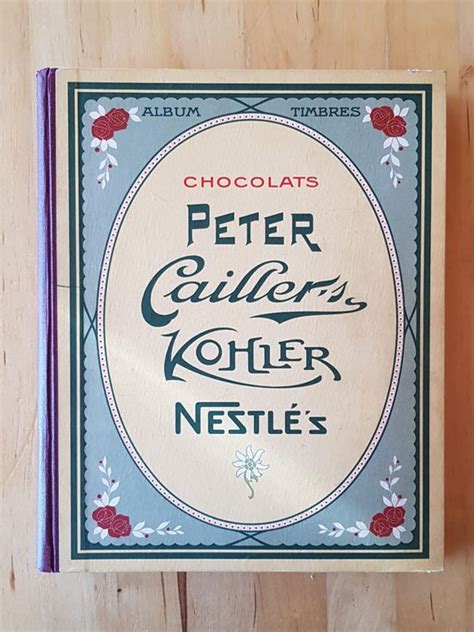 ALBUM TIMBRES
CHOCOLATS
PETER
Cailler's
KOHLER
NESTLÉ's